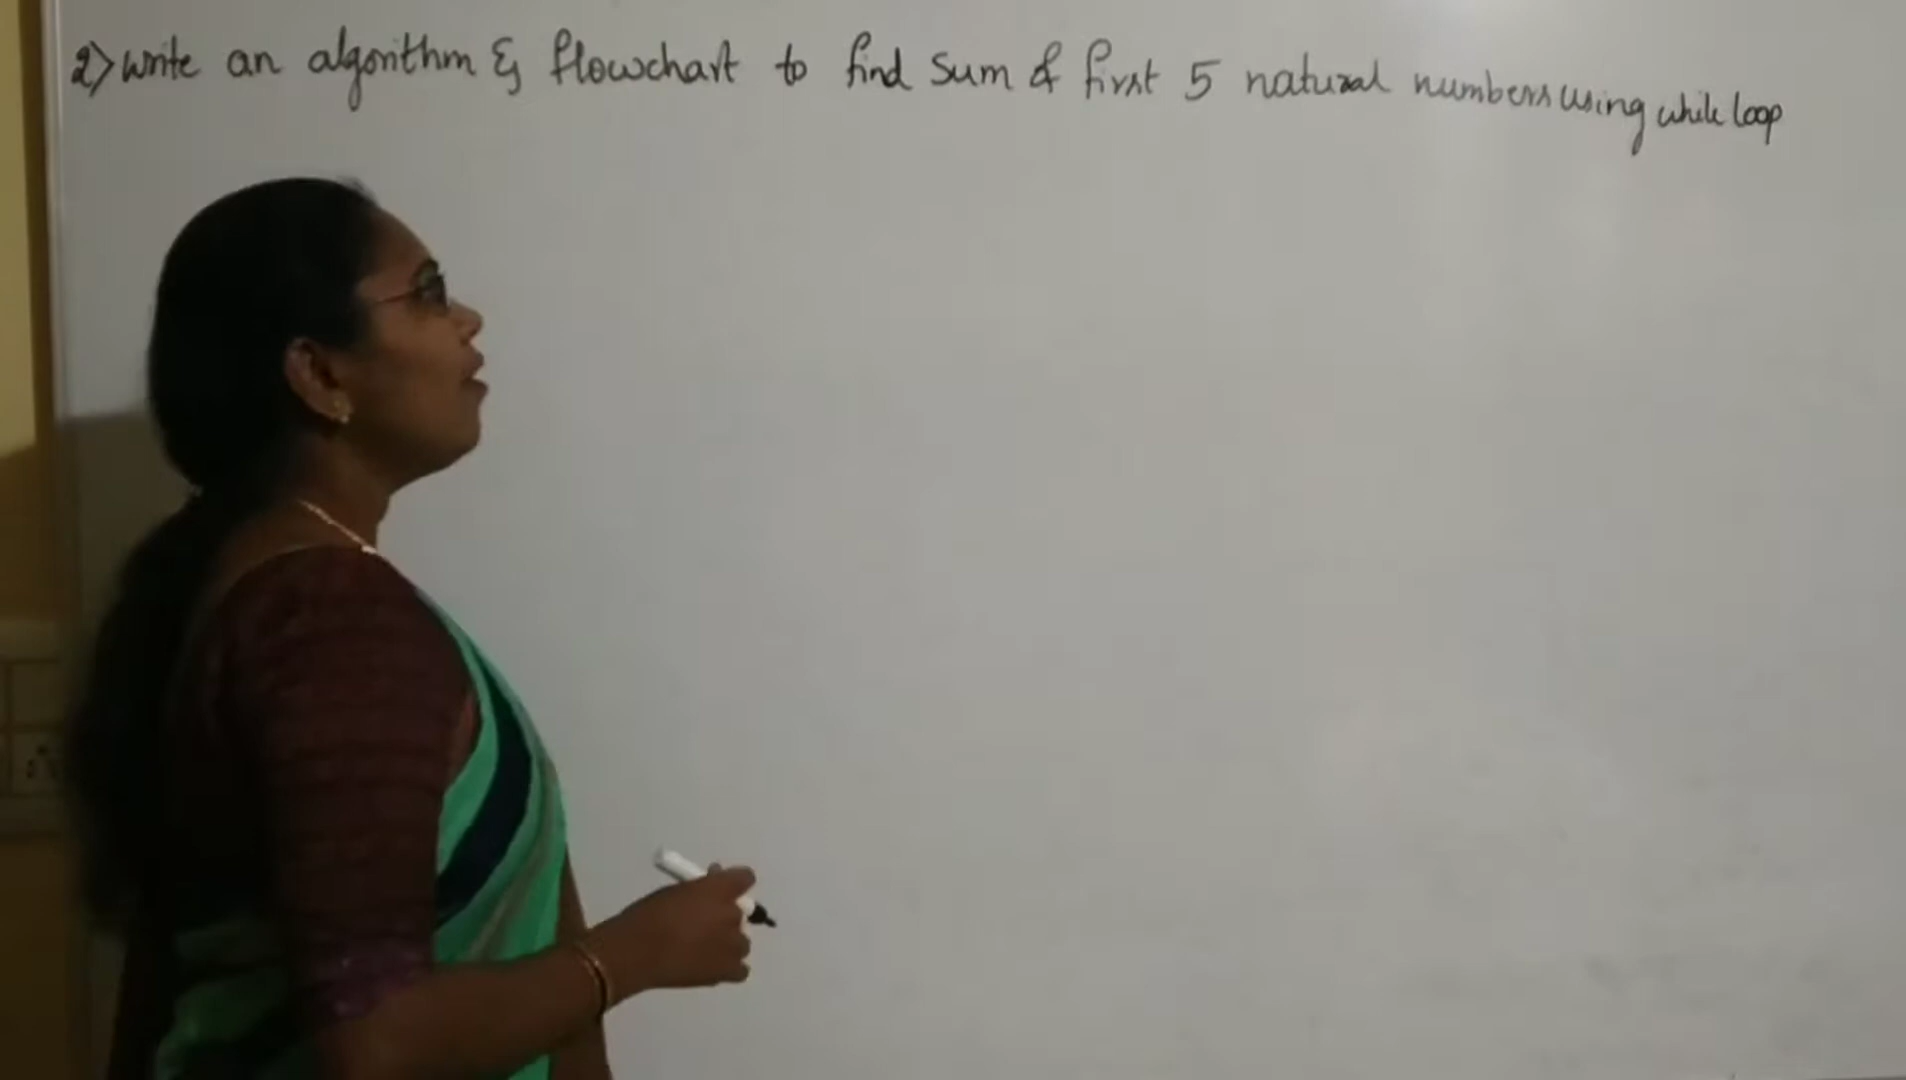 2) write an algorithm & flowchart to find sum of first 5 natural numbers using while loop